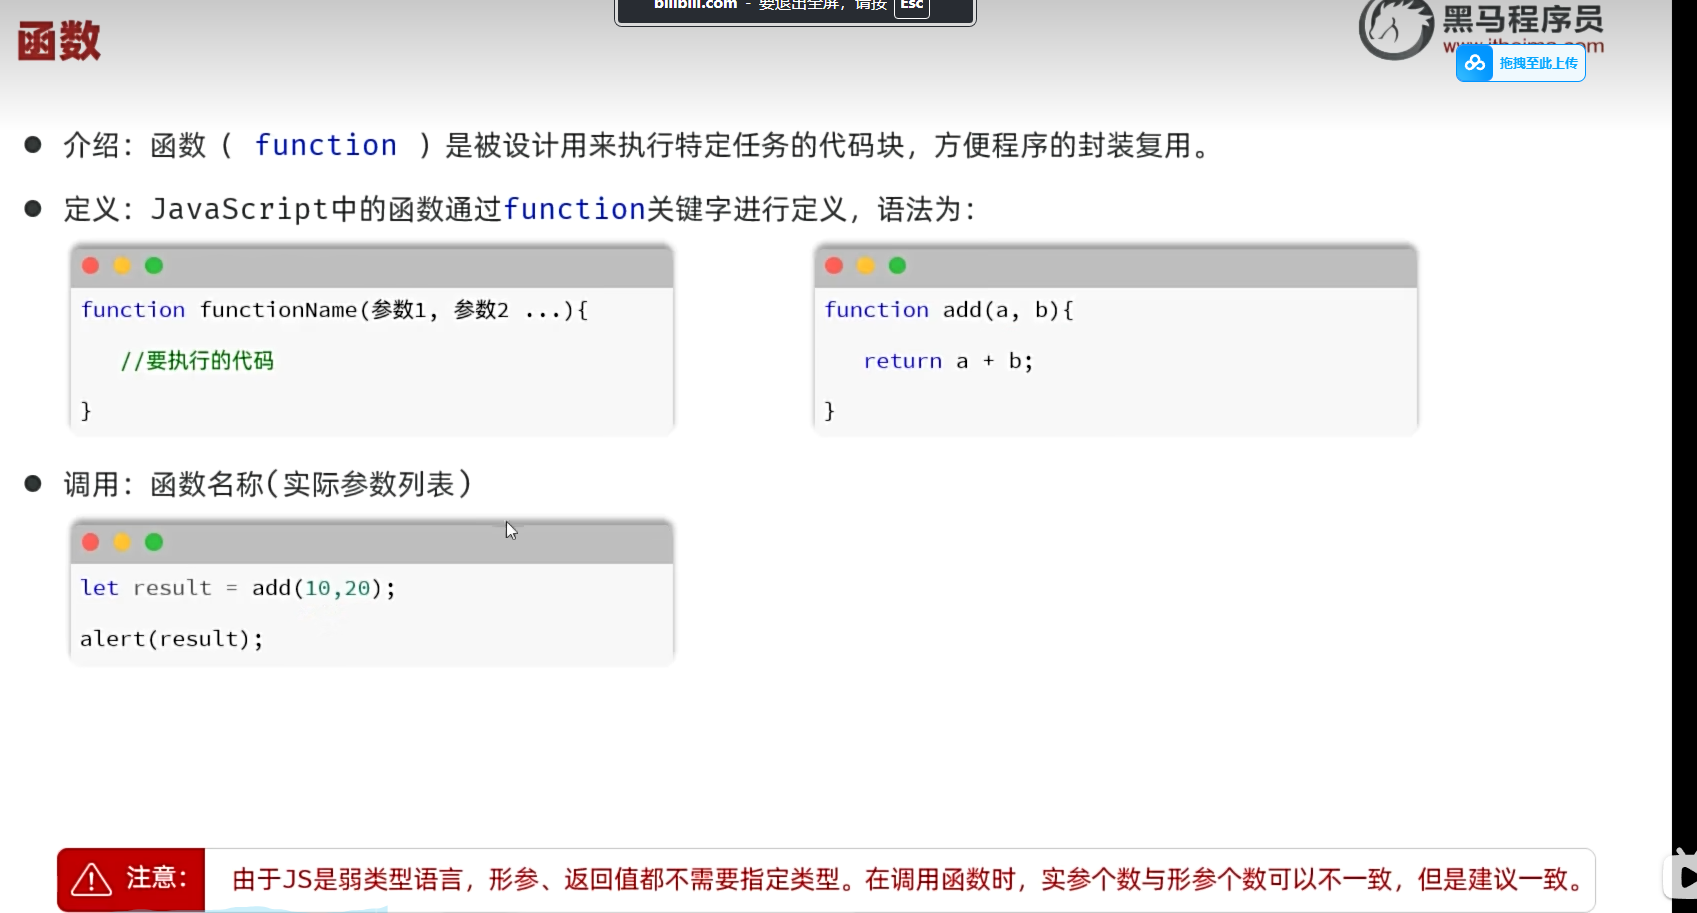 bilibili.com - 要退出全屏，请按 Esc
函数
黑马程序员
www.itheima.com
拖拽至此上传
介绍：函数（ function ）是被设计用来执行特定任务的代码块，方便程序的封装复用。
定义：JavaScript中的函数通过function关键字进行定义，语法为：
function functionName(参数1, 参数2 ...){
//要执行的代码
}
function add(a, b){
return a + b;
}
调用：函数名称(实际参数列表)
let result = add(10,20);
alert(result);
注意：
由于JS是弱类型语言，形参、返回值都不需要指定类型。在调用函数时，实参个数与形参个数可以不一致，但是建议一致。